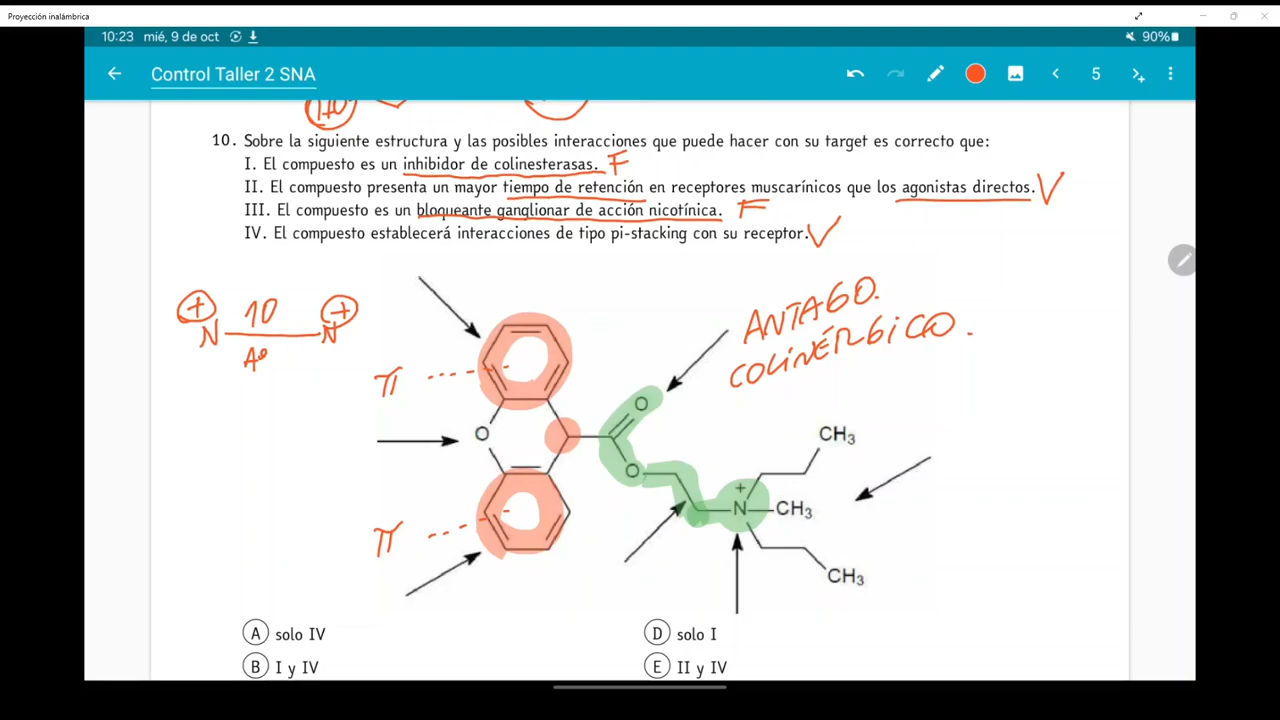 Proyección inalámbrica
10:23 mié, 9 de oct
90%
Control Taller 2 SNA
5
10. Sobre la siguiente estructura y las posibles interacciones que puede hacer con su target es correcto que:
I. El compuesto es un inhibidor de colinesterasas. F
II. El compuesto presenta un mayor tiempo de retención en receptores muscarínicos que los agonistas directos. V
III. El compuesto es un bloqueante ganglionar de acción nicotínica. F
IV. El compuesto establecerá interacciones de tipo pi-stacking con su receptor. V
+ 10 +
N N
Aº
ANTAGO.
COLINÉRGICO.
π
O
O
CH₃
O
+
N CH₃
π
CH₃
A solo IV
D solo I
B I y IV
E II y IV